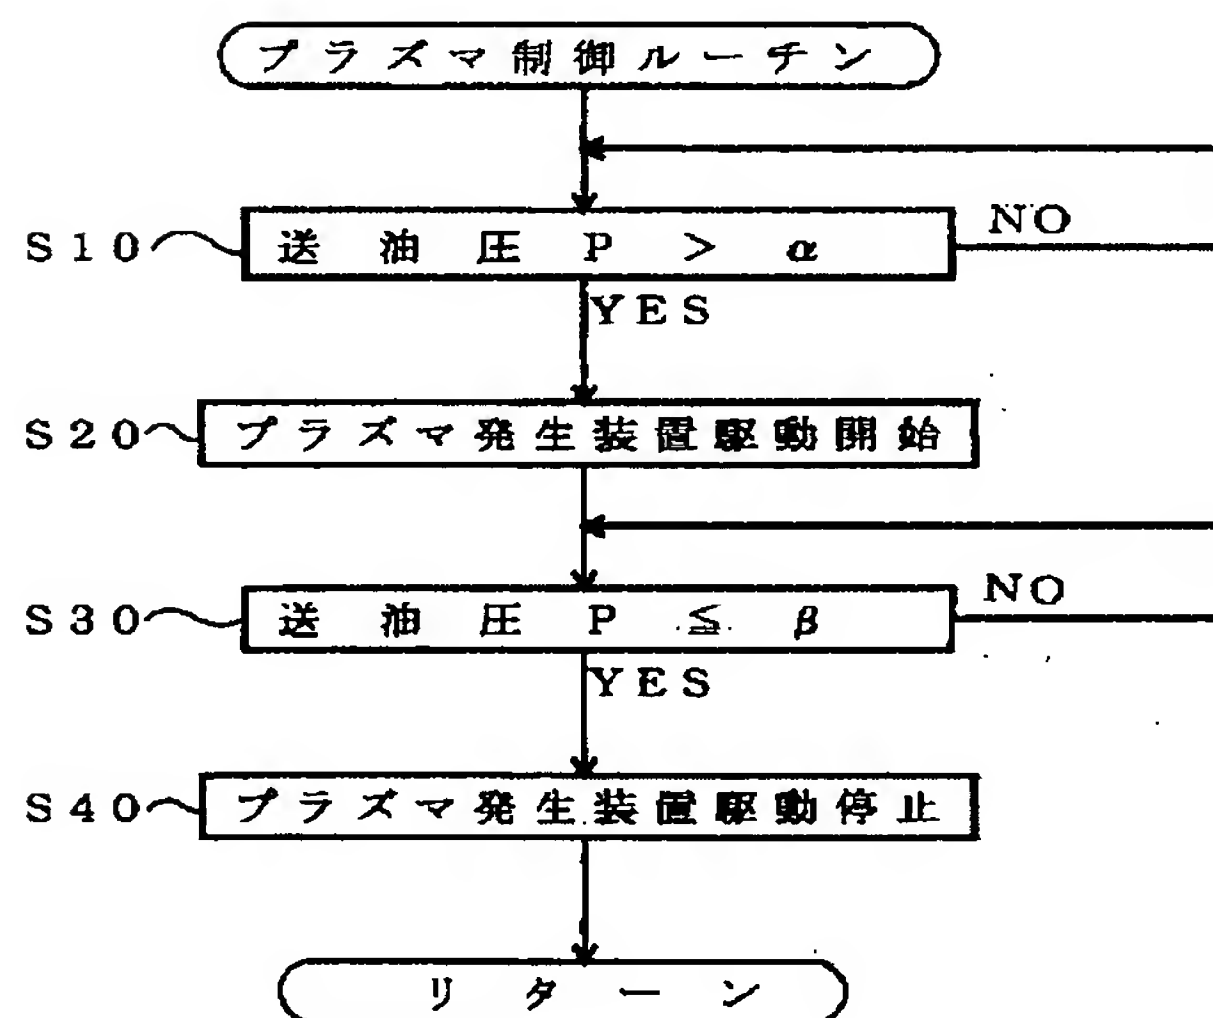 プラズマ制御ルーチン
S10 送油圧P>α NO
YES
S20 プラズマ発生装置駆動開始
S30 送油圧P≦β NO
YES
S40 プラズマ発生装置駆動停止
リターン